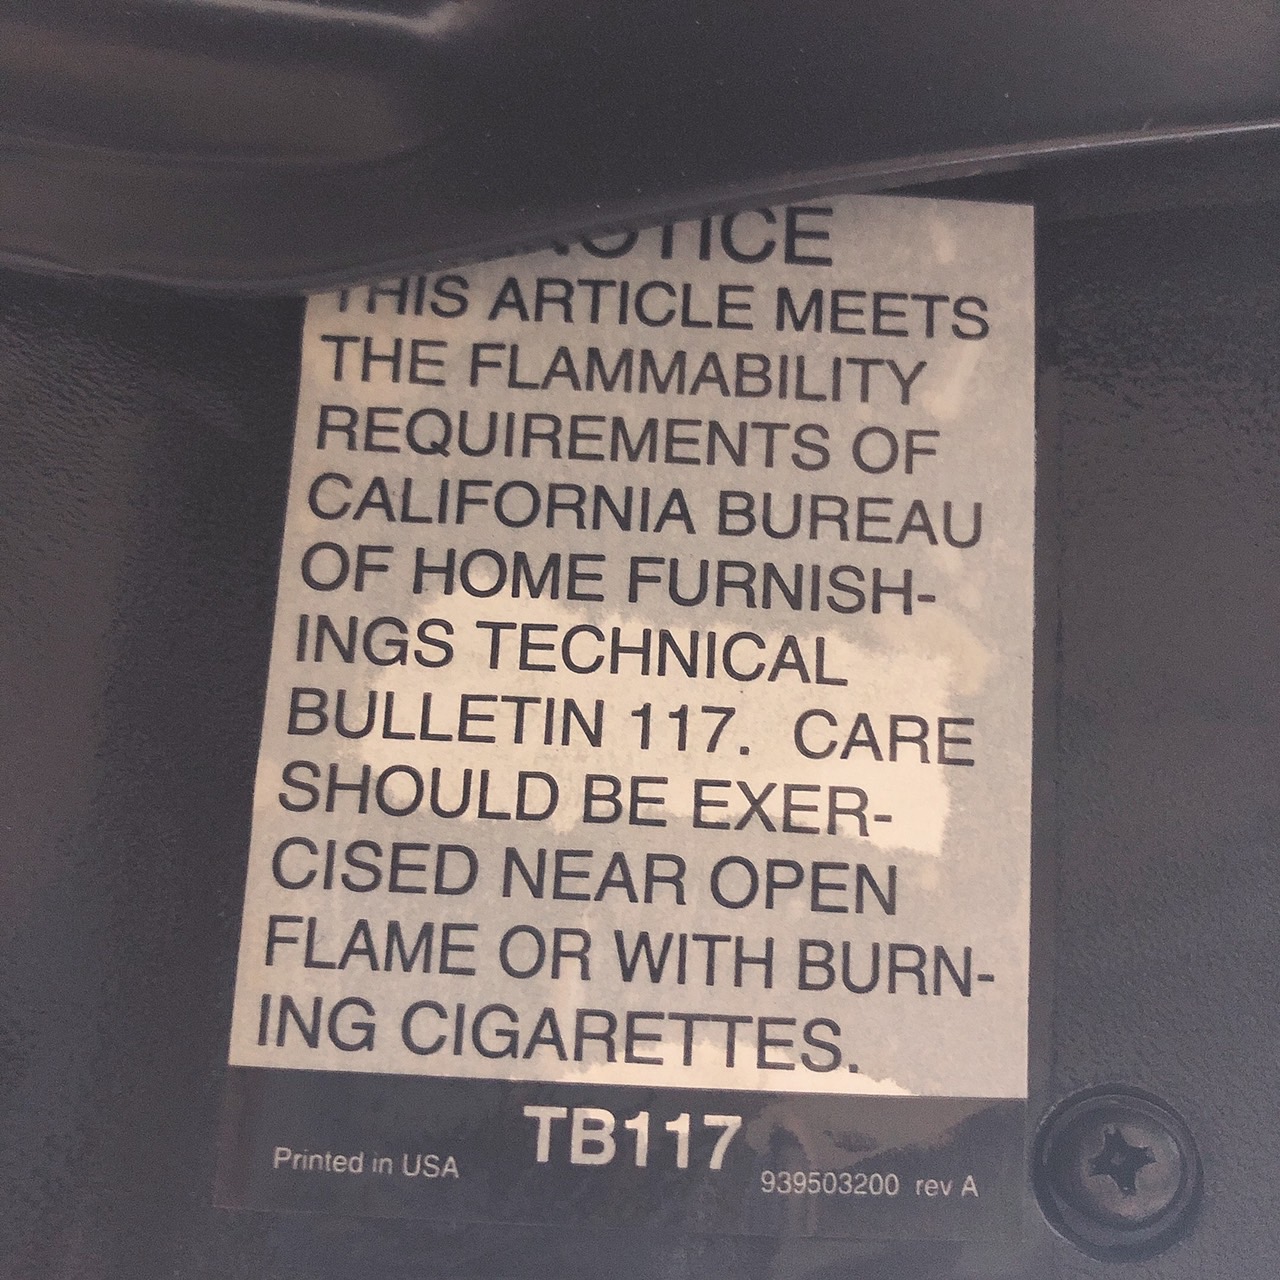 NOTICE
THIS ARTICLE MEETS
THE FLAMMABILITY
REQUIREMENTS OF
CALIFORNIA BUREAU
OF HOME FURNISH-
INGS TECHNICAL
BULLETIN 117. CARE
SHOULD BE EXER-
CISED NEAR OPEN
FLAME OR WITH BURN-
ING CIGARETTES.
TB117
Printed in USA
939503200 rev A